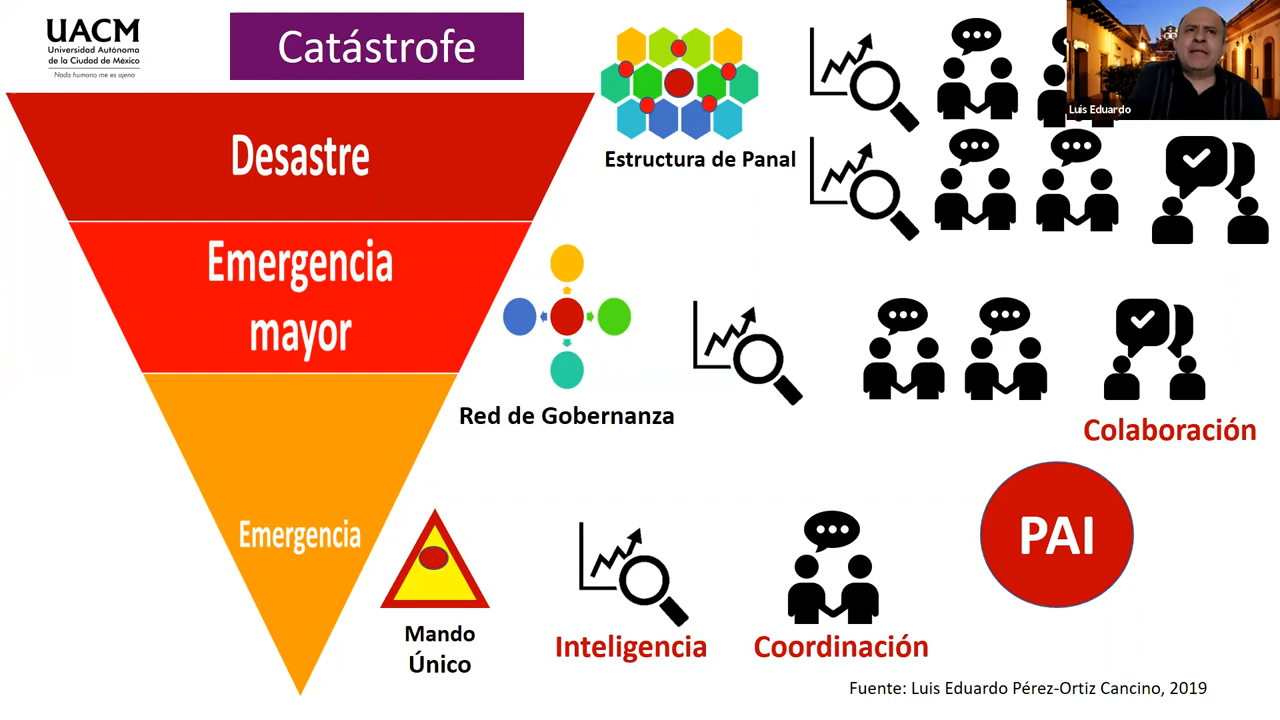 UACM
Universidad Autónoma
de la Ciudad de México
Nada humano me es ajeno
Catástrofe
Luis Eduardo
Desastre
Estructura de Panal
Emergencia
mayor
Red de Gobernanza
Colaboración
Emergencia
PAI
Mando
Único
Inteligencia
Coordinación
Fuente: Luis Eduardo Pérez-Ortiz Cancino, 2019